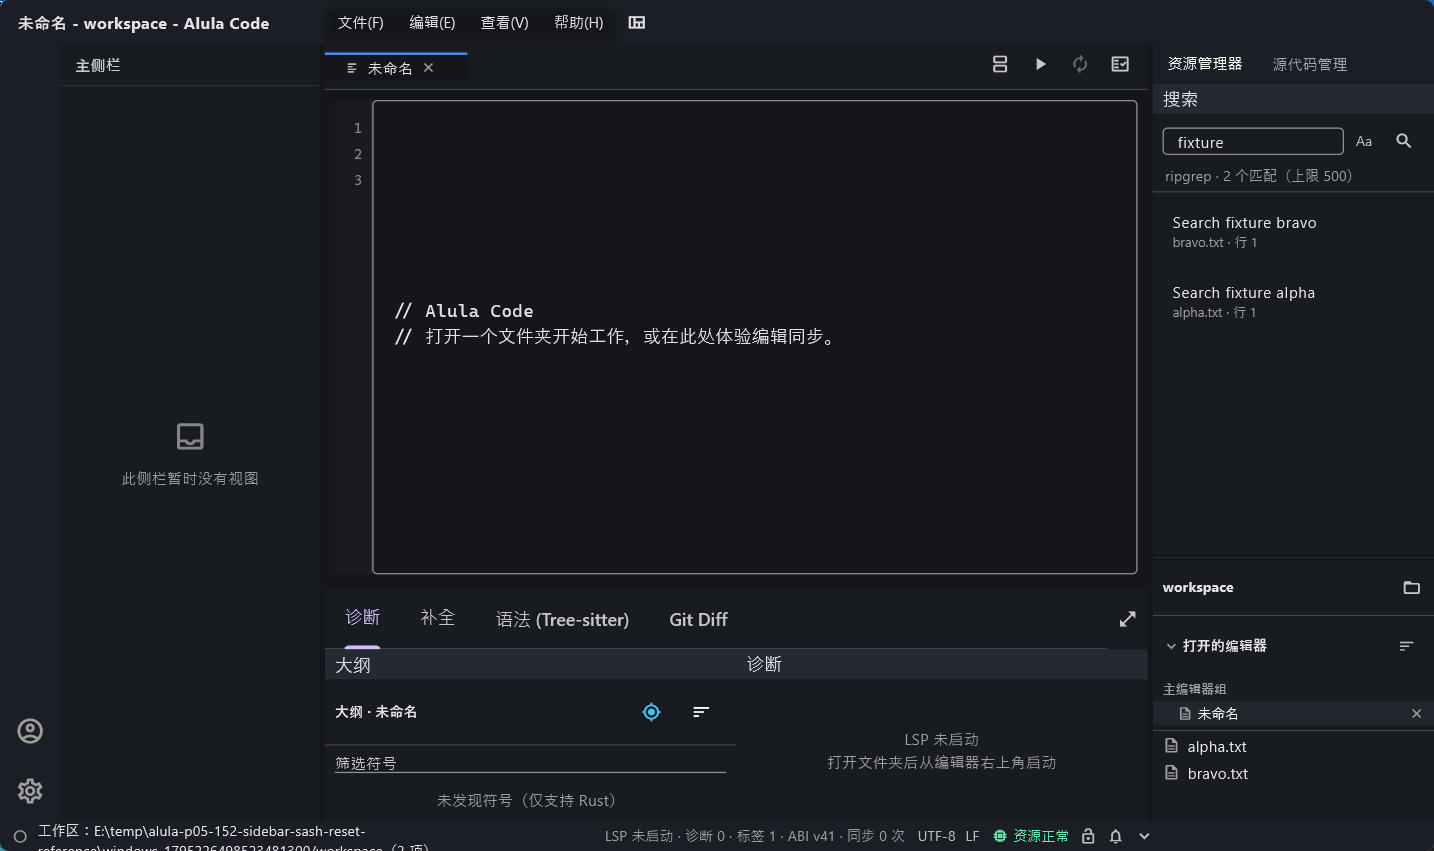 未命名 - workspace - Alula Code
文件(F) 编辑(E) 查看(V) 帮助(H)
主侧栏
未命名
资源管理器 源代码管理
搜索
fixture
Aa
ripgrep · 2 个匹配（上限 500）
Search fixture bravo
bravo.txt · 行 1
Search fixture alpha
alpha.txt · 行 1
1
2
3
// Alula Code
// 打开一个文件夹开始工作，或在此处体验编辑同步。
此侧栏暂时没有视图
诊断 补全 语法 (Tree-sitter) Git Diff
大纲
诊断
大纲 · 未命名
筛选符号
未发现符号（仅支持 Rust）
LSP 未启动
打开文件夹后从编辑器右上角启动
workspace
打开的编辑器
主编辑器组
未命名
alpha.txt
bravo.txt
工作区：E:\temp\alula-p05-152-sidebar-sash-reset-
reference\windows-1795226498523481300/workspace（2 项）
LSP 未启动 · 诊断 0 · 标签 1 · ABI v41 · 同步 0 次 UTF-8 LF 资源正常